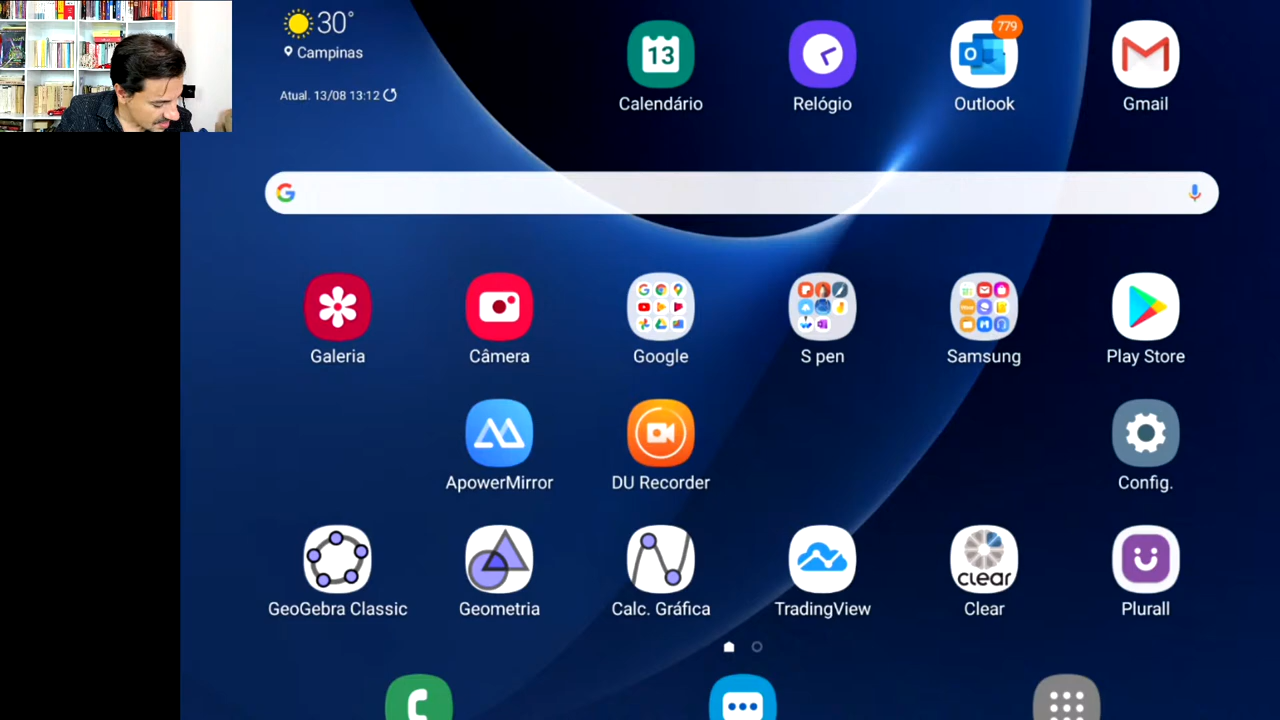 30°
Campinas
Atual. 13/08 13:12
13
Calendário
Relógio
779
Outlook
Gmail
Galeria
Câmera
Google
S pen
Samsung
Play Store
ApowerMirror
DU Recorder
Config.
GeoGebra Classic
Geometria
Calc. Gráfica
TradingView
CLEAR
Clear
Plurall